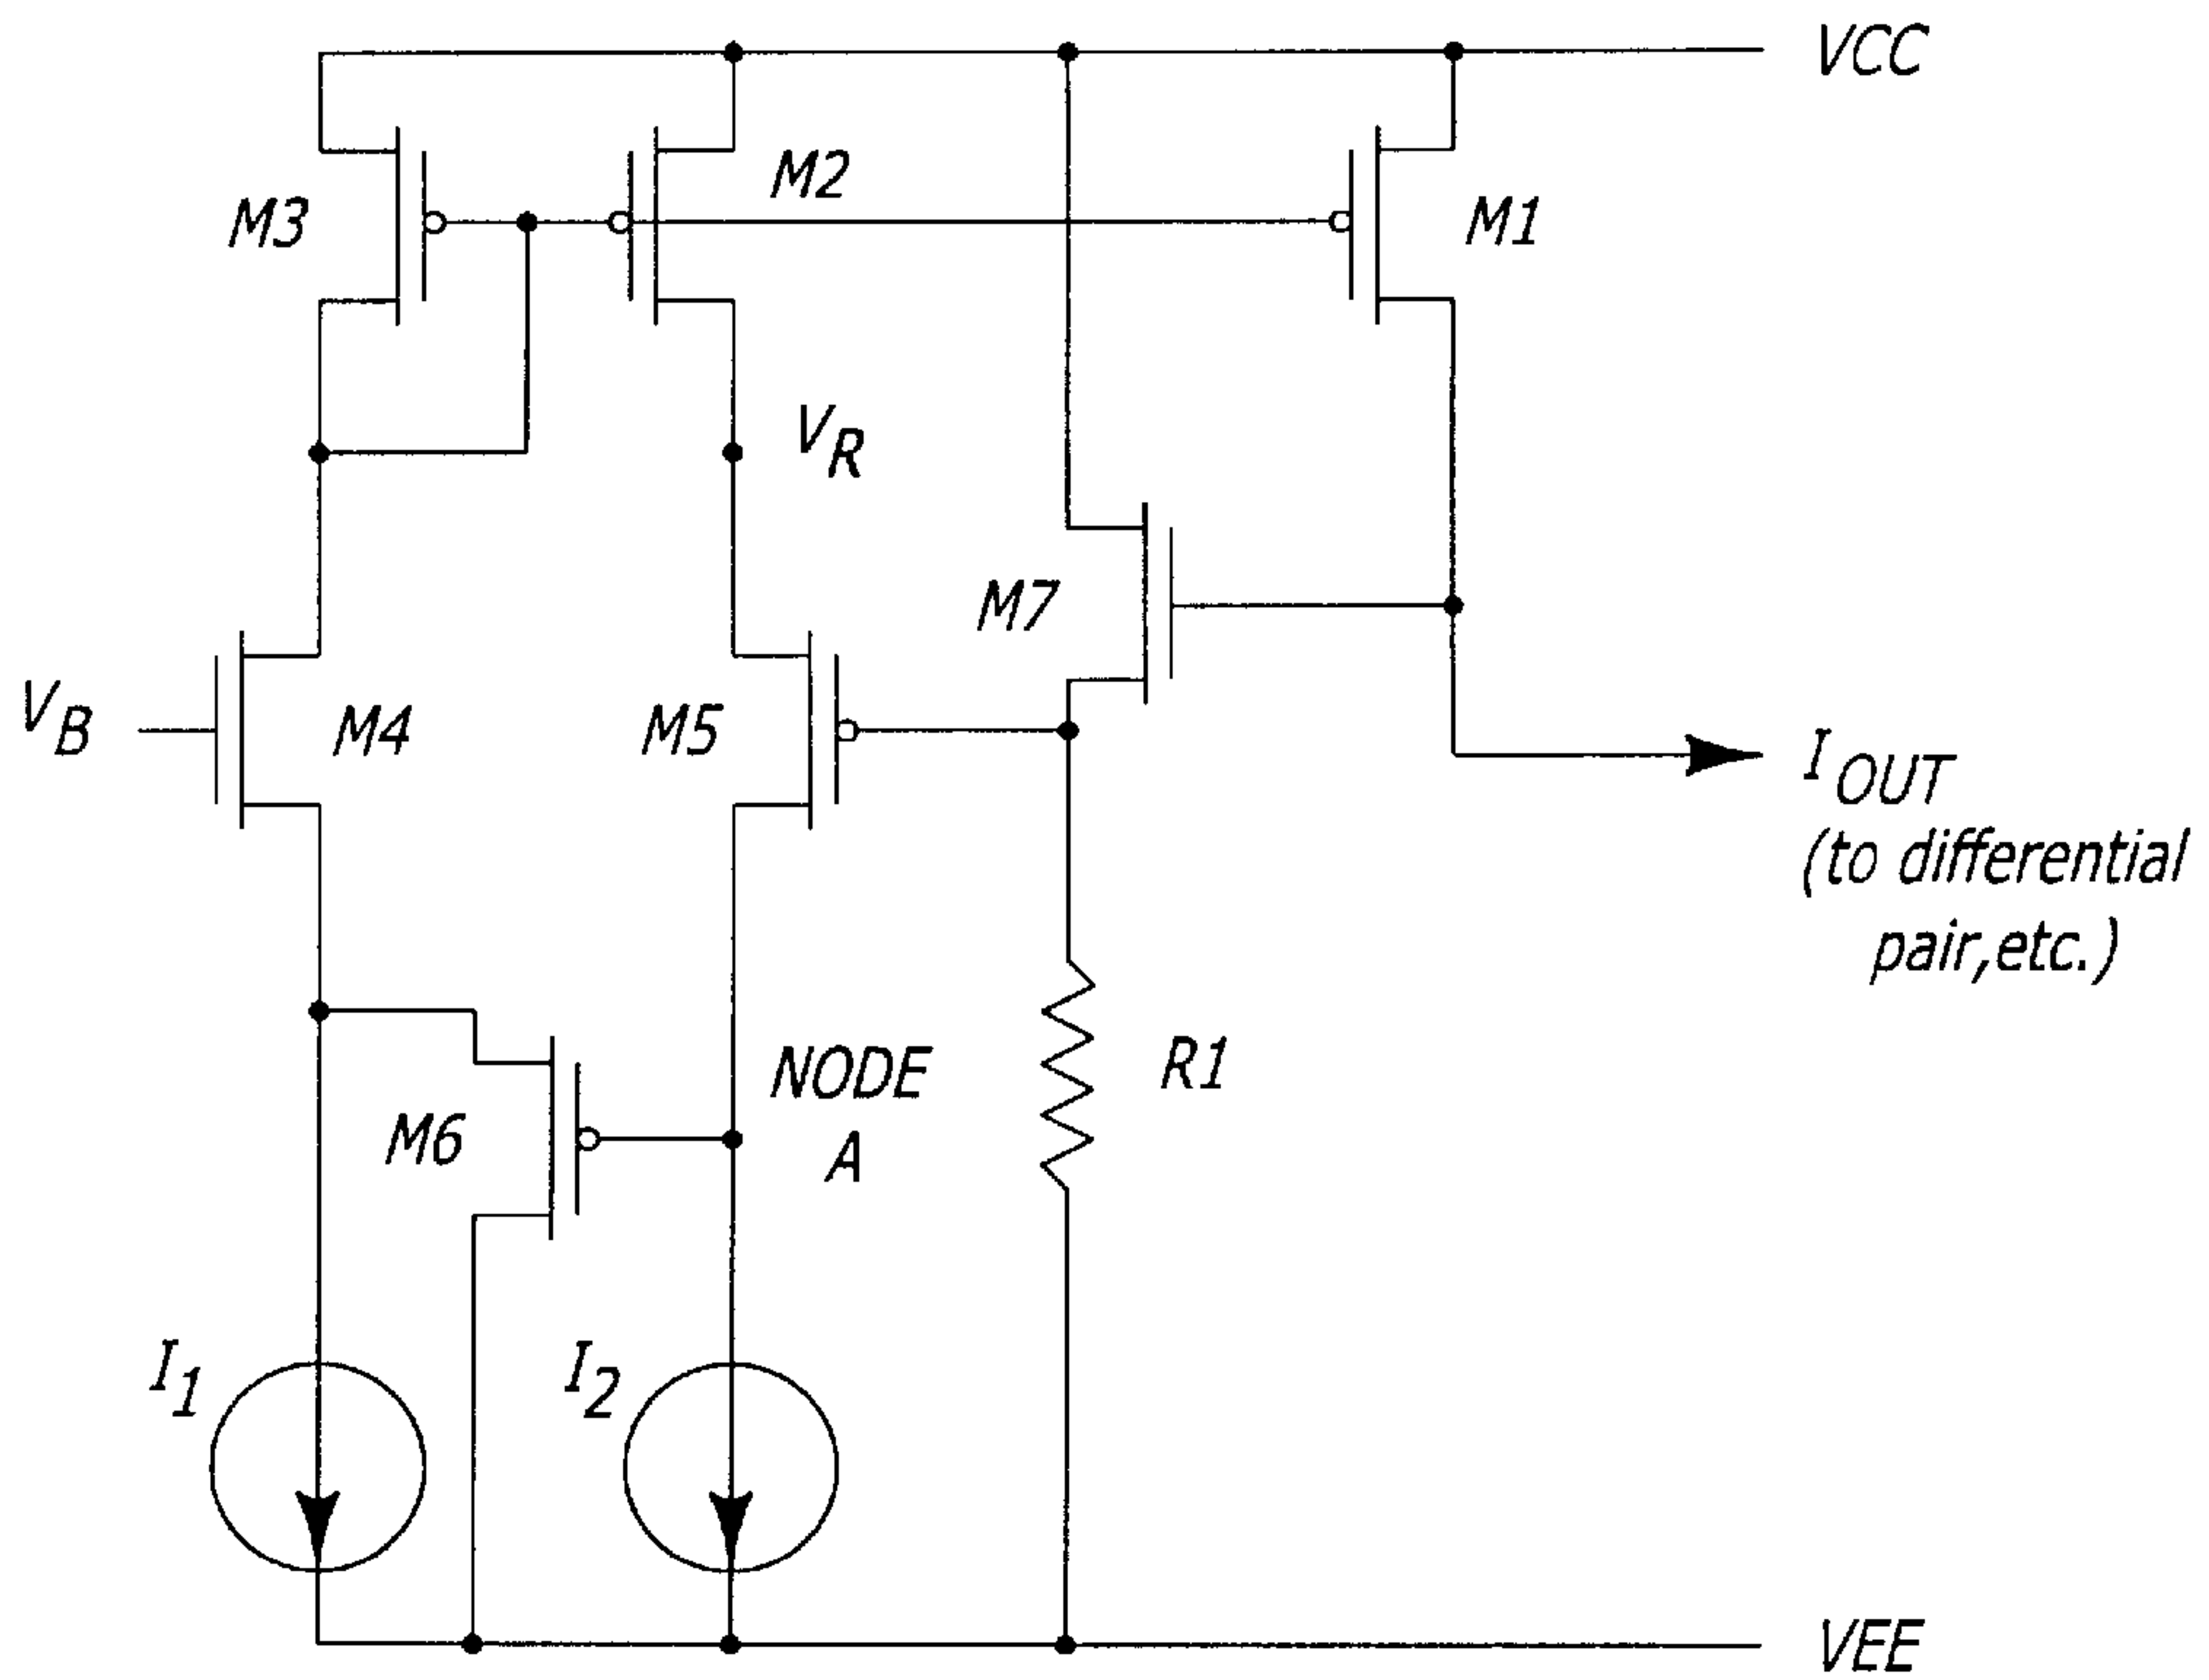 VCC
M3
M2
M1
V_R
M7
V_B
M4
M5
I_OUT
(to differential
pair,etc.)
NODE
A
R1
M6
I_1
I_2
VEE